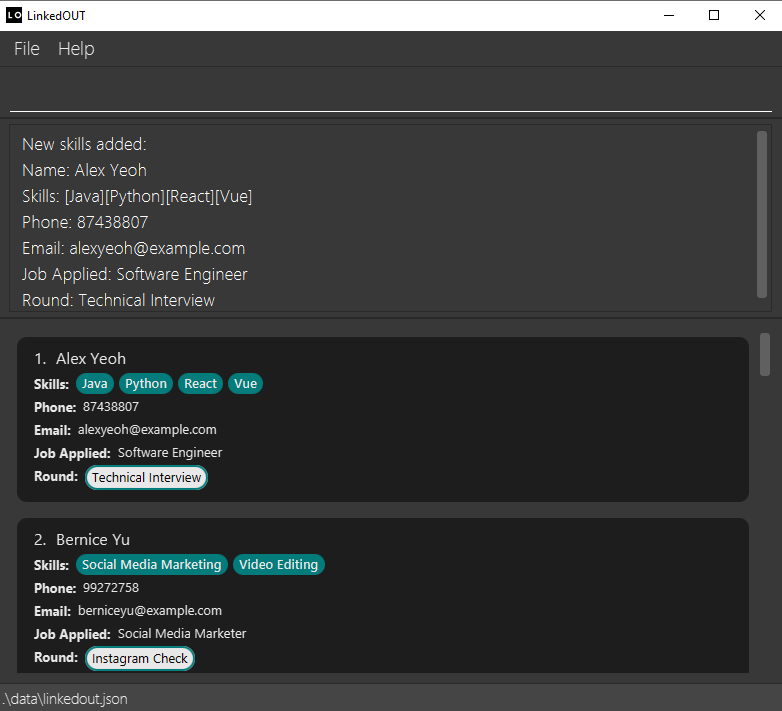 LO LinkedOUT
File Help
New skills added:
Name: Alex Yeoh
Skills: [Java][Python][React][Vue]
Phone: 87438807
Email: alexyeoh@example.com
Job Applied: Software Engineer
Round: Technical Interview
1. Alex Yeoh
Skills: Java Python React Vue
Phone: 87438807
Email: alexyeoh@example.com
Job Applied: Software Engineer
Round: Technical Interview
2. Bernice Yu
Skills: Social Media Marketing Video Editing
Phone: 99272758
Email: berniceyu@example.com
Job Applied: Social Media Marketer
Round: Instagram Check
.\data\linkedout.json